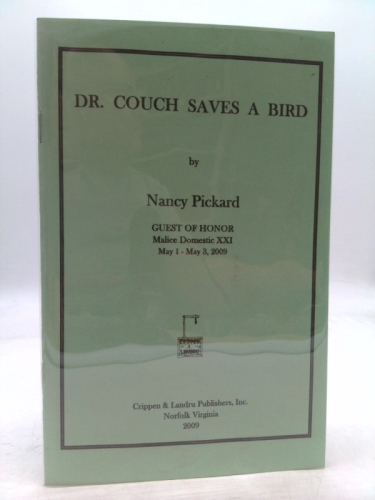 DR. COUCH SAVES A BIRD
by
Nancy Pickard
GUEST OF HONOR
Malice Domestic XXI
May 1 - May 3, 2009
Crippen & Landru Publishers, Inc.
Norfolk Virginia
2009